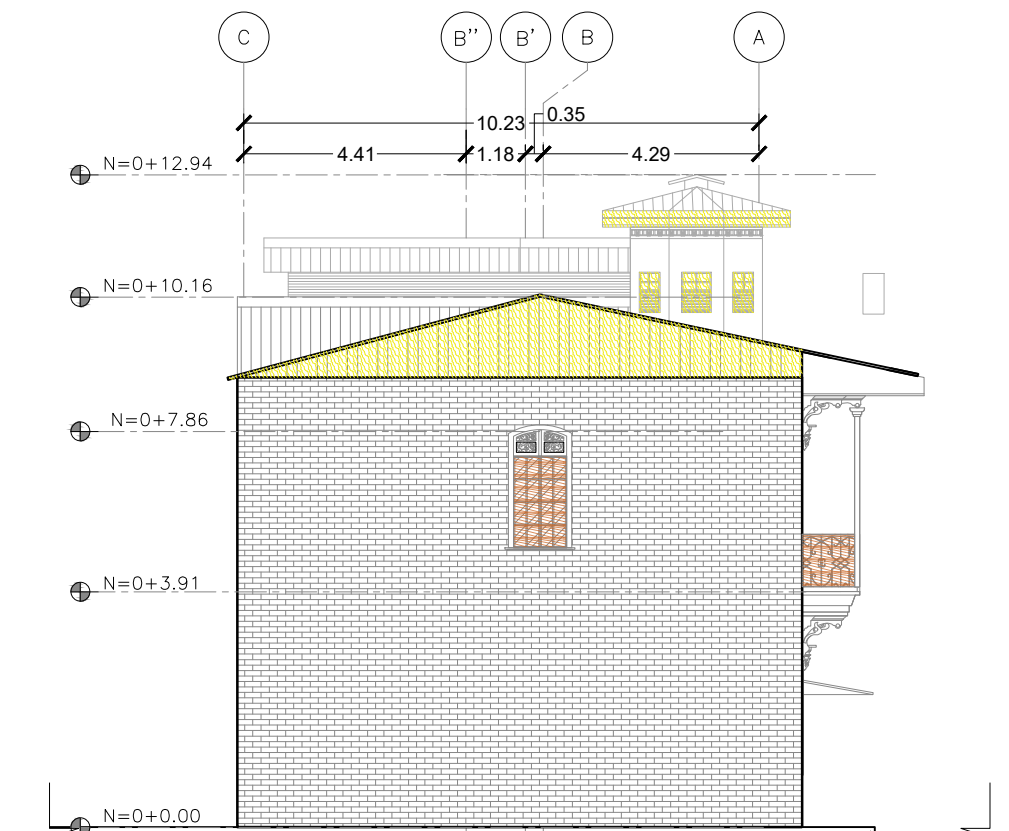 C B'' B' B A
0.35
10.23
4.41 1.18 4.29
N=0+12.94
N=0+10.16
N=0+7.86
N=0+3.91
N=0+0.00